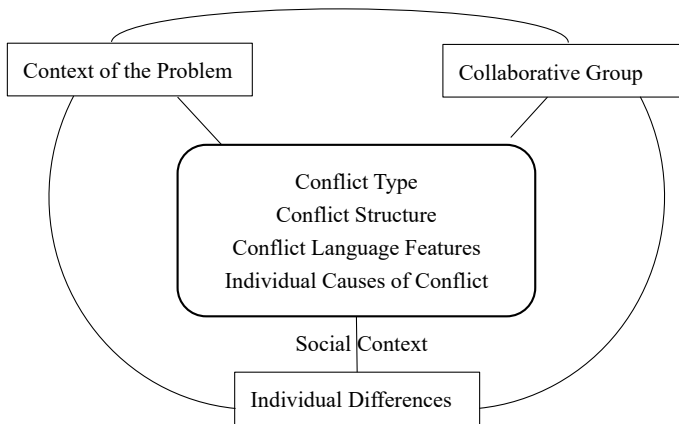 Context of the Problem
Collaborative Group
Conflict Type
Conflict Structure
Conflict Language Features
Individual Causes of Conflict
Social Context
Individual Differences